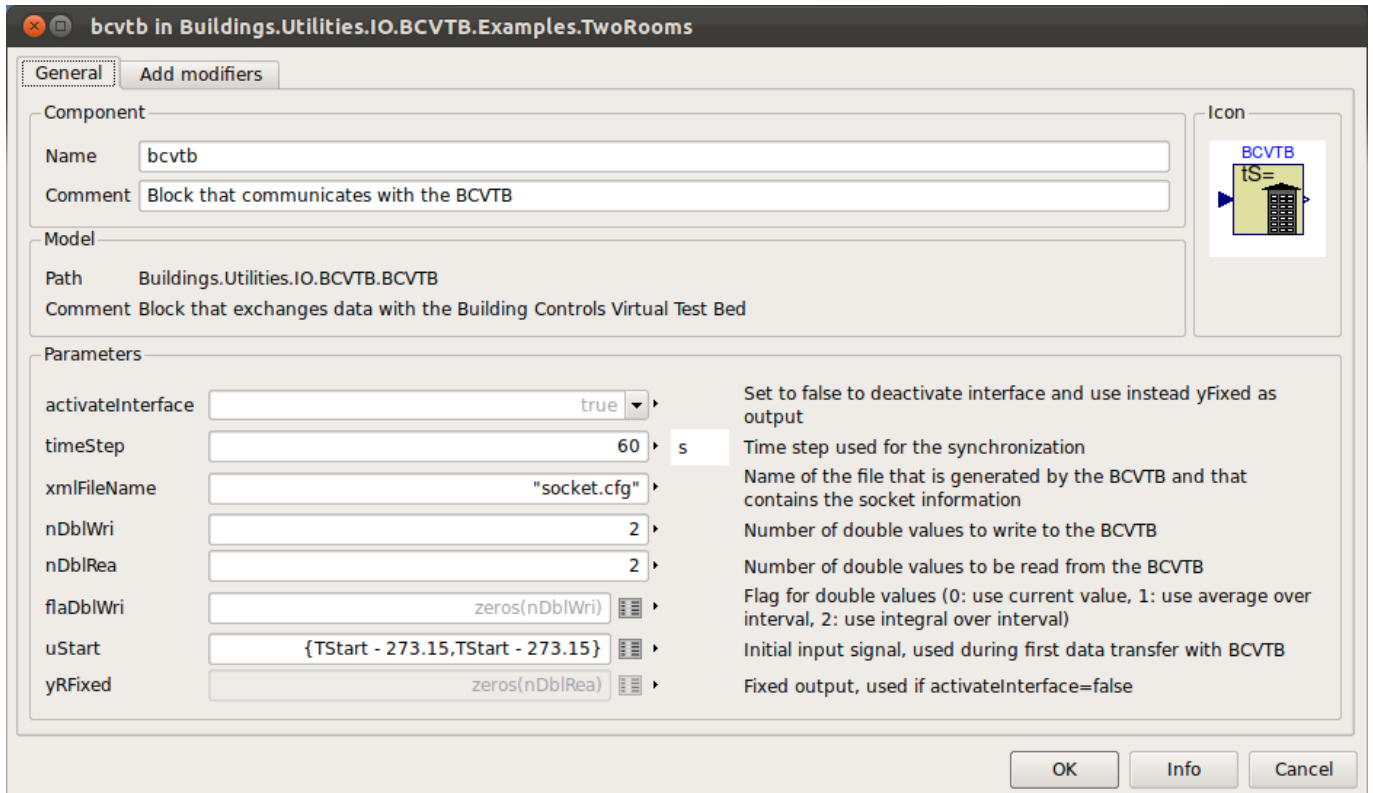 bcvtb in Buildings.Utilities.IO.BCVTB.Examples.TwoRooms
General Add modifiers
Component
Name bcvtb
Comment Block that communicates with the BCVTB
Icon
BCVTB
tS=
Model
Path Buildings.Utilities.IO.BCVTB.BCVTB
Comment Block that exchanges data with the Building Controls Virtual Test Bed
Parameters
activateInterface true Set to false to deactivate interface and use instead yFixed as
output
timeStep 60 s Time step used for the synchronization
xmlFileName "socket.cfg" Name of the file that is generated by the BCVTB and that
contains the socket information
nDblWri 2 Number of double values to write to the BCVTB
nDblRea 2 Number of double values to be read from the BCVTB
flaDblWri zeros(nDblWri) Flag for double values (0: use current value, 1: use average over
interval, 2: use integral over interval)
uStart {TStart - 273.15,TStart - 273.15} Initial input signal, used during first data transfer with BCVTB
yRFixed zeros(nDblRea) Fixed output, used if activateInterface=false
OK Info Cancel